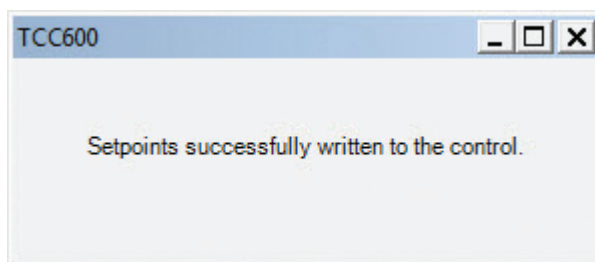 TCC600
Setpoints successfully written to the control.